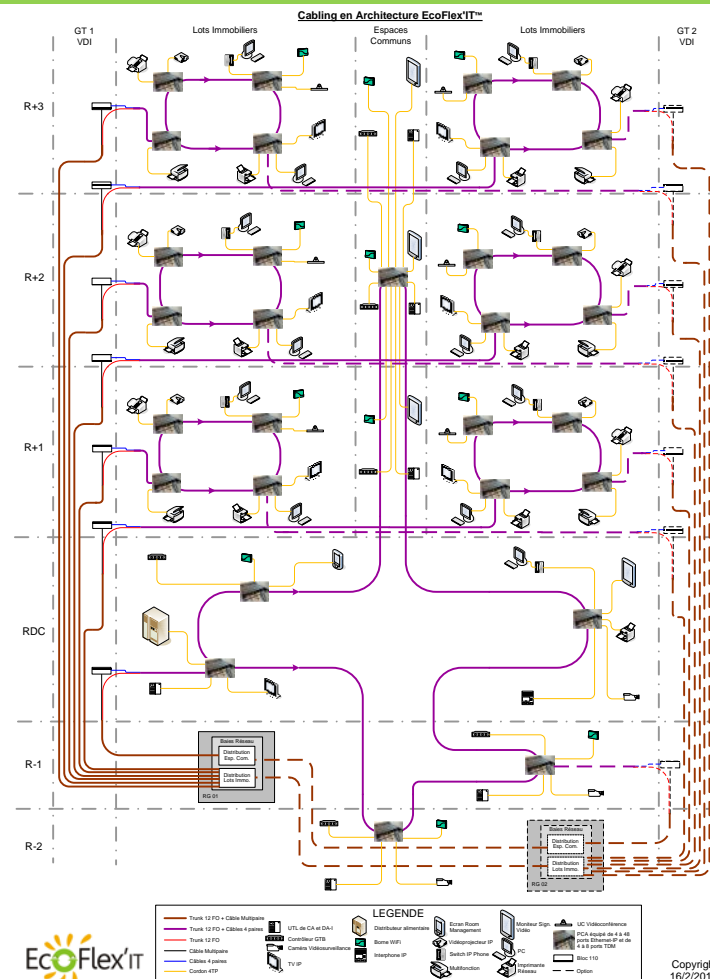 Cabling en Architecture EcoFlex'IT™
GT 1
VDI
Lots Immobiliers
Espaces
Communs
Lots Immobiliers
GT 2
VDI
R+3
R+2
R+1
RDC
R-1
R-2
Baies Réseau
Distribution
Esp. Com.
Distribution
Lots Immo.
RG 01
Baies Réseau
Distribution
Esp. Com.
Distribution
Lots Immo.
RG 02
LEGENDE
Trunk 12 FO + Câble Multipaire
Trunk 12 FO + Câbles 4 paires
Trunk 12 FO
Câble Multipaire
Câbles 4 paires
Cordon 4TP
UTL de CA et DA-I
Contrôleur GTB
Caméra Vidéosurveillance
TV IP
Distributeur alimentaire
Borne WiFi
Interphone IP
Ecran Room
Management
Vidéoprojecteur IP
Switch IP Phone
Multifonction
Moniteur Sign.
Vidéo
PC
Imprimante
Réseau
UC Vidéoconférence
PCA équipé de 4 à 48
ports Ethernet-IP et de
4 à 8 ports TDM
Bloc 110
Option
EcoFlex'IT
Copyright
16/2/201